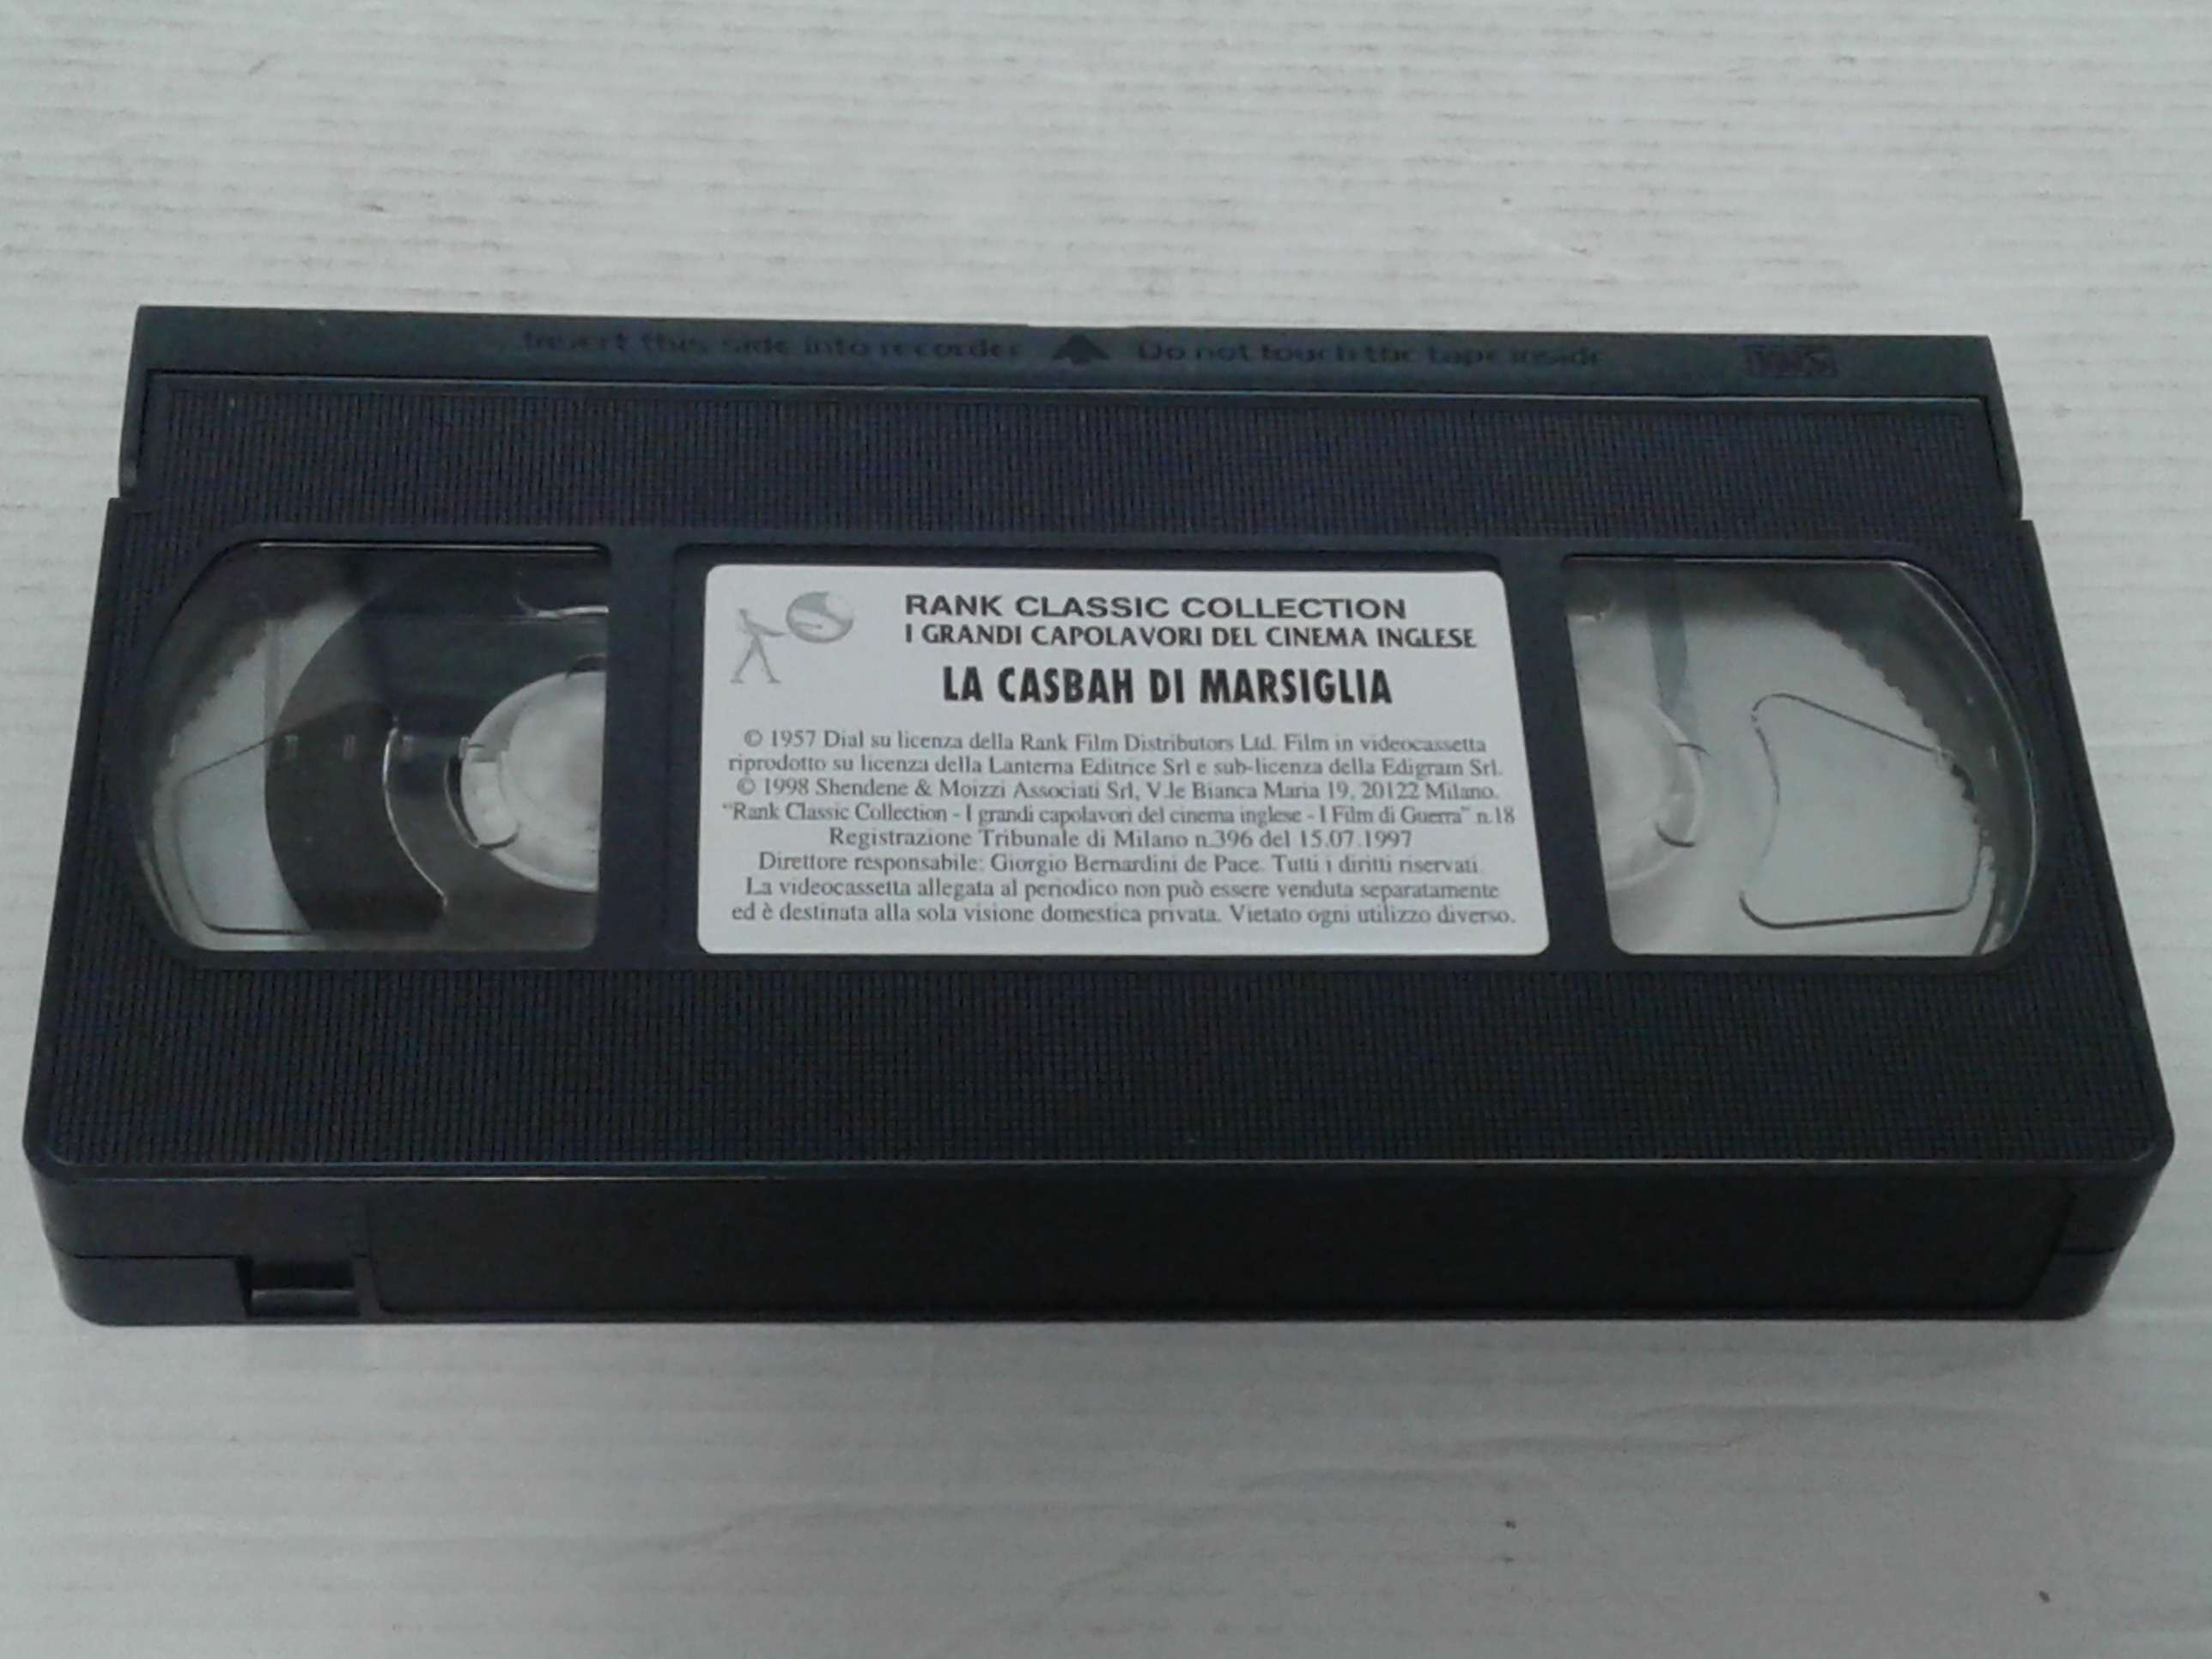 Insert this side into recorder ▲ Do not touch the tape inside VHS
RANK CLASSIC COLLECTION
I GRANDI CAPOLAVORI DEL CINEMA INGLESE
LA CASBAH DI MARSIGLIA
© 1957 Dial su licenza della Rank Film Distributors Ltd. Film in videocassetta
riprodotto su licenza della Lanterna Editrice Srl e sub-licenza della Edigram Srl.
© 1998 Shendene & Moizzi Associati Srl, V.le Bianca Maria 19, 20122 Milano.
"Rank Classic Collection - I grandi capolavori del cinema inglese - I Film di Guerra" n.18
Registrazione Tribunale di Milano n.396 del 15.07.1997
Direttore responsabile: Giorgio Bernardini de Pace. Tutti i diritti riservati.
La videocassetta allegata al periodico non può essere venduta separatamente
ed è destinata alla sola visione domestica privata. Vietato ogni utilizzo diverso.